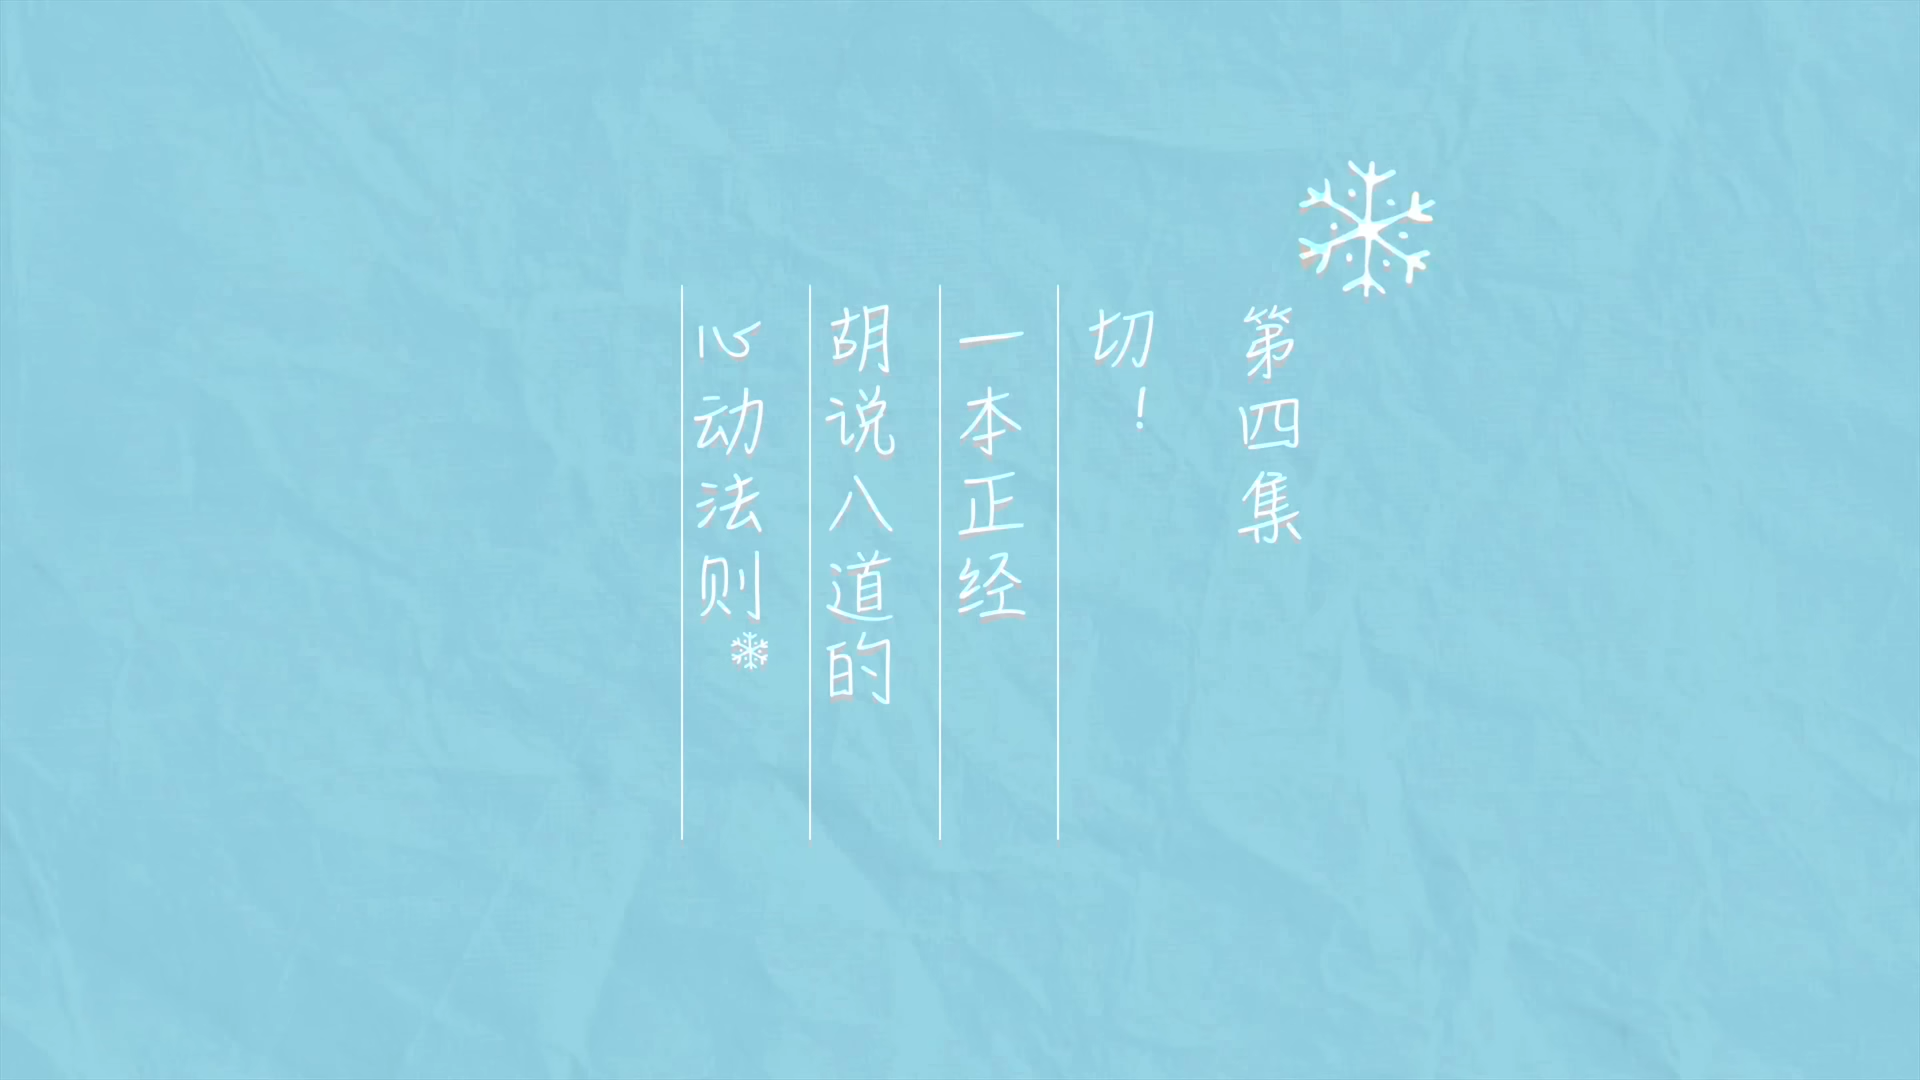 第四集
切！
一本正经
胡说八道的
心动法则